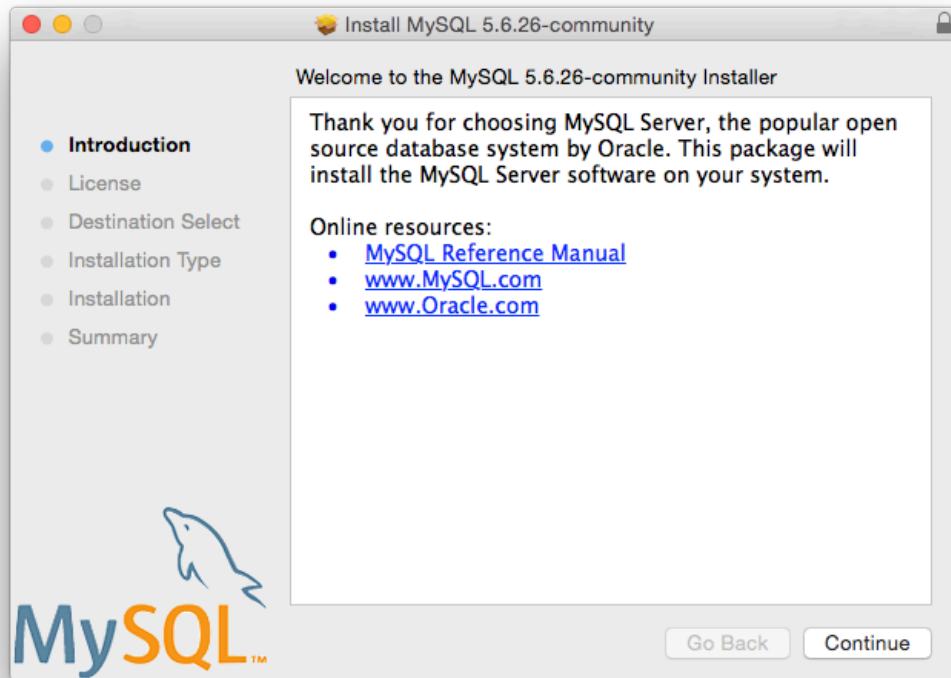 Install MySQL 5.6.26-community
Welcome to the MySQL 5.6.26-community Installer
Introduction
License
Destination Select
Installation Type
Installation
Summary
Thank you for choosing MySQL Server, the popular open
source database system by Oracle. This package will
install the MySQL Server software on your system.
Online resources:
• MySQL Reference Manual
• www.MySQL.com
• www.Oracle.com
MySQL™
Go Back
Continue